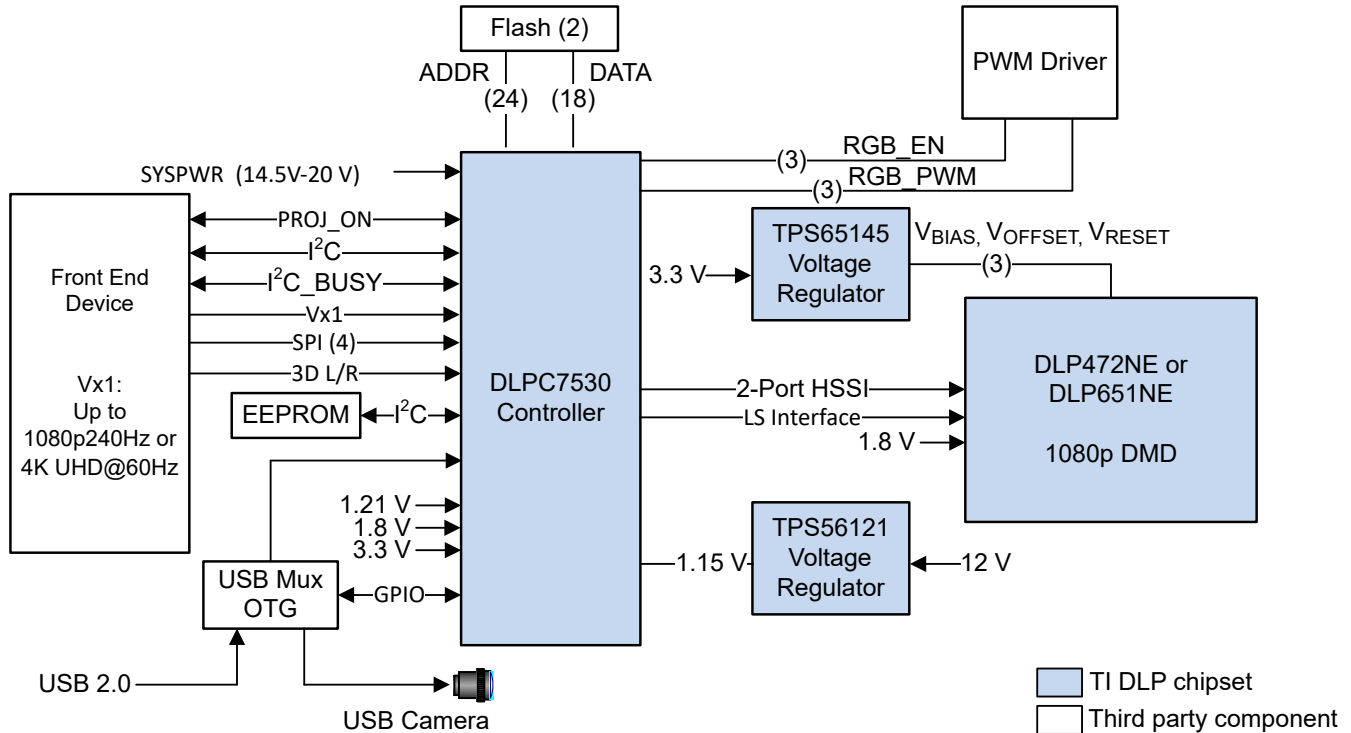 Flash (2)
ADDR
DATA
(24)
(18)
PWM Driver
RGB_EN
(3)
RGB_PWM
(3)
SYSPWR (14.5V-20 V)
PROJ_ON
I²C
I²C_BUSY
Vx1
SPI (4)
3D L/R
Front End
Device
Vx1:
Up to
1080p240Hz or
4K UHD@60Hz
EEPROM
I²C
DLPC7530
Controller
TPS65145
Voltage
Regulator
3.3 V
VBIAS, VOFFSET, VRESET
(3)
2-Port HSSI
LS Interface
1.8 V
DLP472NE or
DLP651NE
1080p DMD
1.21 V
1.8 V
3.3 V
1.15 V
TPS56121
Voltage
Regulator
12 V
USB Mux
OTG
GPIO
USB 2.0
USB Camera
TI DLP chipset
Third party component